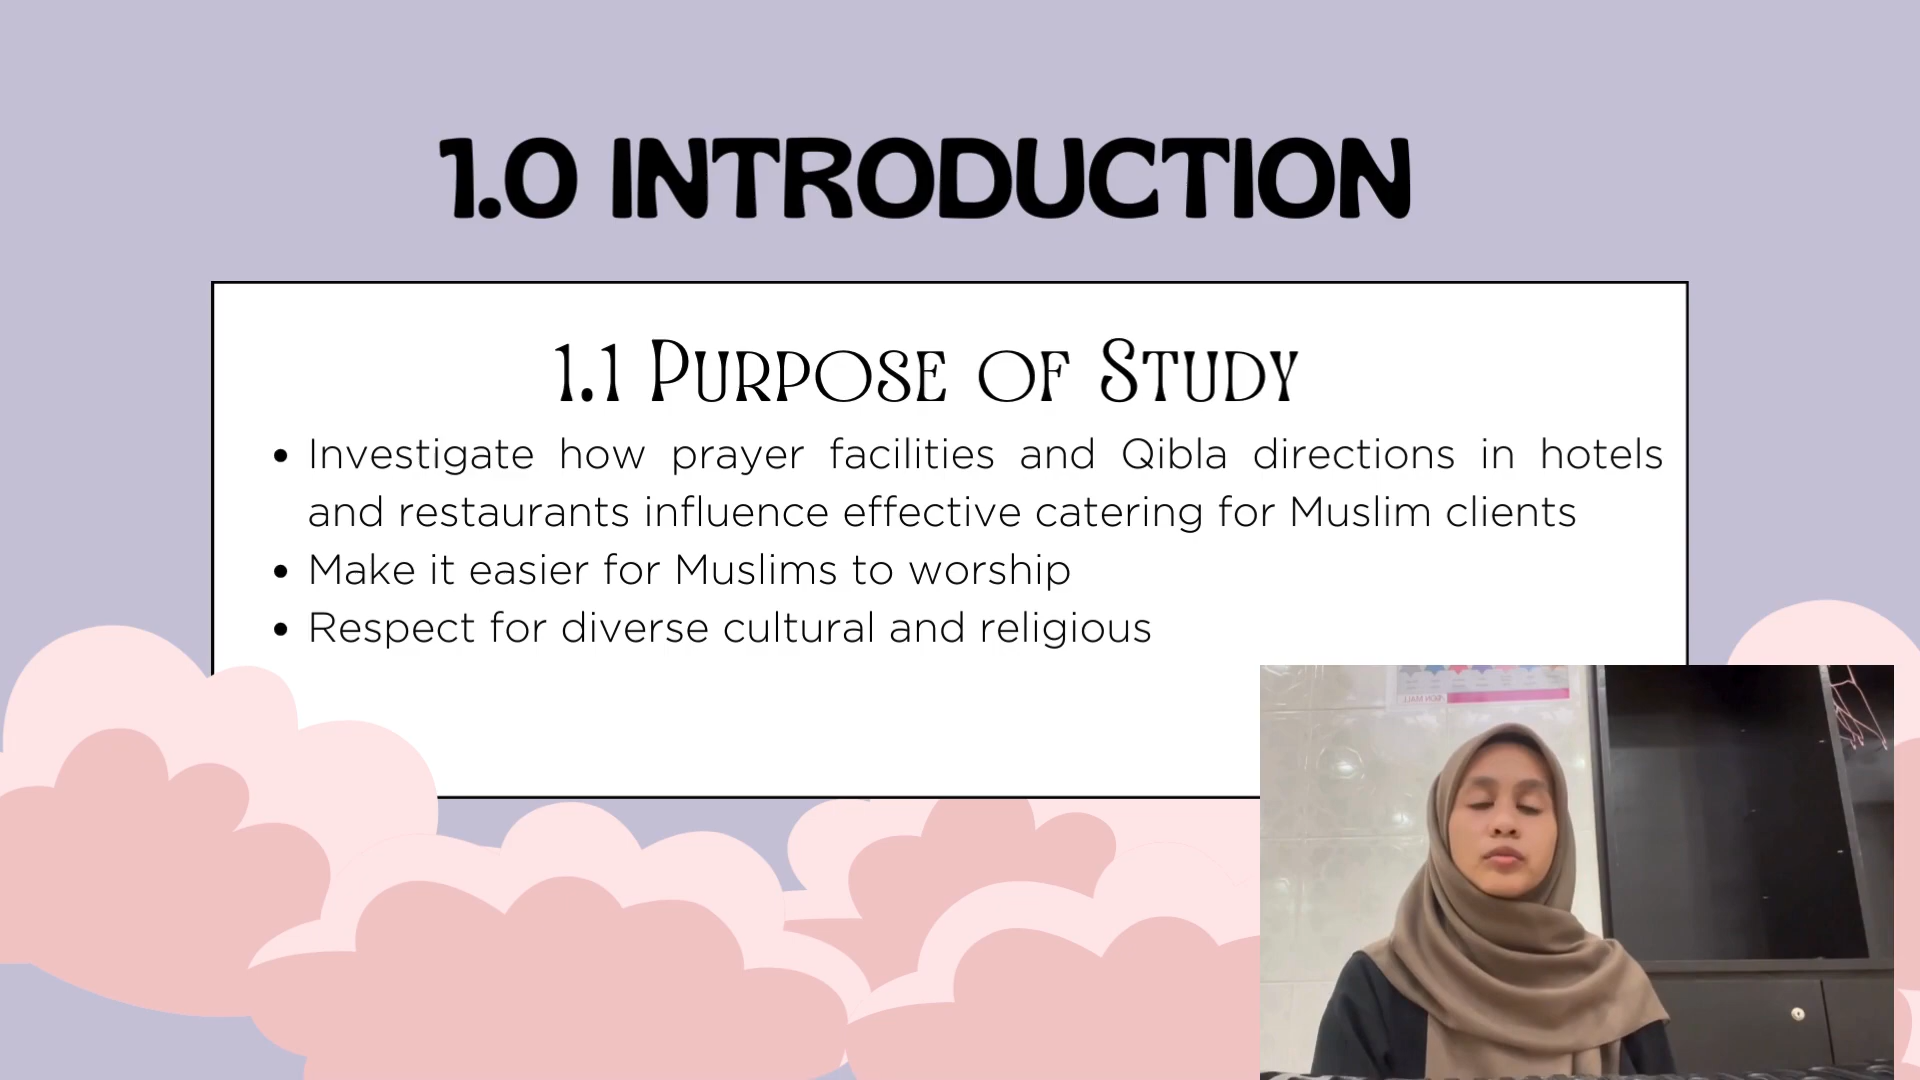 1.0 INTRODUCTION
1.1 PURPOSE OF STUDY
• Investigate how prayer facilities and Qibla directions in hotels
and restaurants influence effective catering for Muslim clients
• Make it easier for Muslims to worship
• Respect for diverse cultural and religious